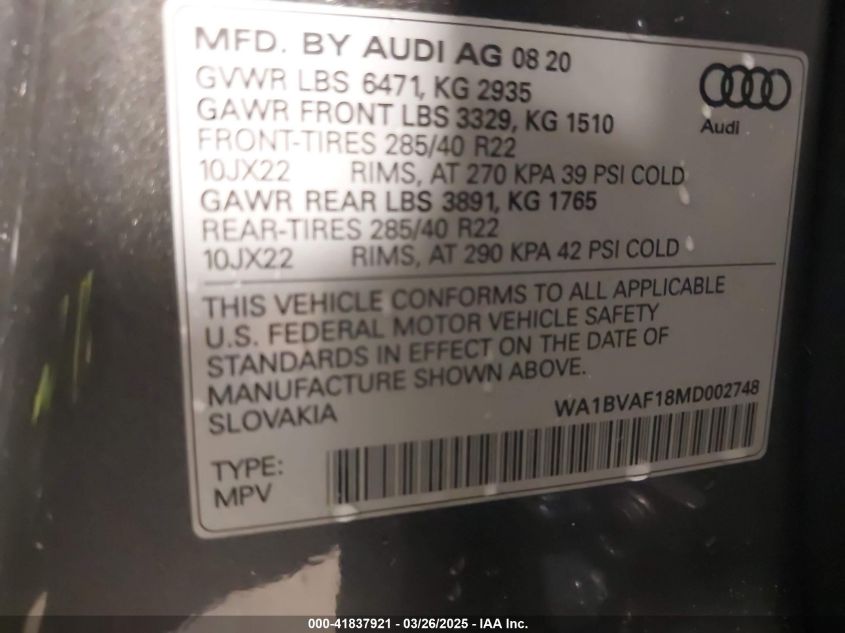 MFD. BY AUDI AG 08 20
GVWR LBS 6471, KG 2935
GAWR FRONT LBS 3329, KG 1510
FRONT-TIRES 285/40 R22
10JX22 RIMS, AT 270 KPA 39 PSI COLD
GAWR REAR LBS 3891, KG 1765
REAR-TIRES 285/40 R22
10JX22 RIMS, AT 290 KPA 42 PSI COLD
Audi
THIS VEHICLE CONFORMS TO ALL APPLICABLE
U.S. FEDERAL MOTOR VEHICLE SAFETY
STANDARDS IN EFFECT ON THE DATE OF
MANUFACTURE SHOWN ABOVE.
SLOVAKIA
WA1BVAF18MD002748
TYPE:
MPV
000-41837921 / 03/26/2025 - IAA Inc.